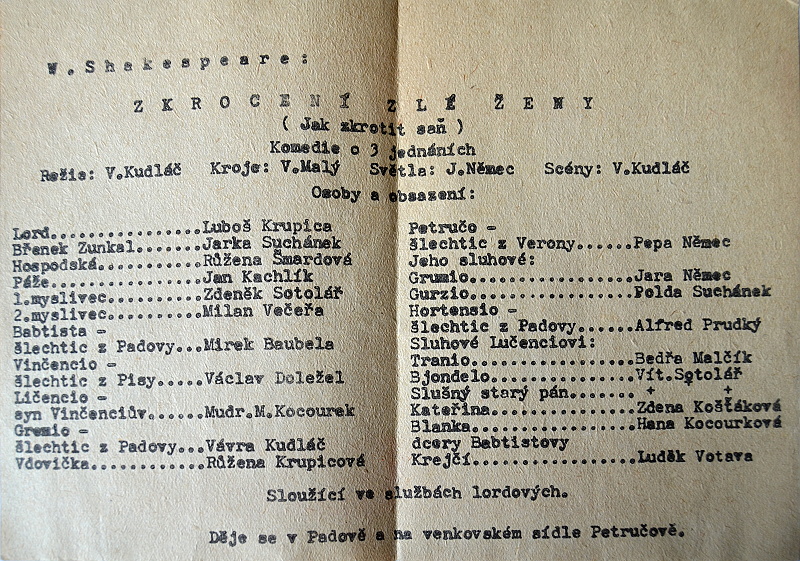 W.Shakespeare:
ZKROCENÍ ZLÉ ŽENY
( Jak zkrotit saň )
Komedie o 3 jednáních
Režia: V.Kudláč Kroje: V.Malý Světla: J.Němec Scény: V.Kudláč
Osoby a obsazení:
Lord.................Luboš Krupica
Břenek Zunkal........Jarka Suchánek
Hospodská............Růžena Šmardová
Páže.................Jan Kachlík
1.myslivec...........Zdeněk Sotolář
2.myslivec...........Milan Večeřa
Babtista -
šlechtic z Padovy...Mirek Baubela
Vinčencio -
šlechtic z Pisy.....Václav Doležel
Ličencio -
syn Vinčenciův......Mudr.M.Kocourek
Gremio -
šlechtic z Padovy...Vávra Kudláč
Vdovička............Růžena Krupicová
Petručo -
šlechtic z Verony......Pepa Němec
Jeho sluhové:
Grumio.................Jara Němec
Gurzio.................Polda Suchánek
Hortensio -
šlechtic z Padovy......Alfred Prudký
Sluhové Lučenciovi:
Tranio.................Bedřa Malčík
Bjondelo...............Vít.Sotolář
Slušný starý pán....... + + +
Kateřina...............Zdena Košťáková
Blanka.................Hana Kocourková
dcery Babtistovy
Krejčí.................Luděk Votava
Sloužící ve službách lordových.
Děje se v Padově a na venkovském sídle Petručově.